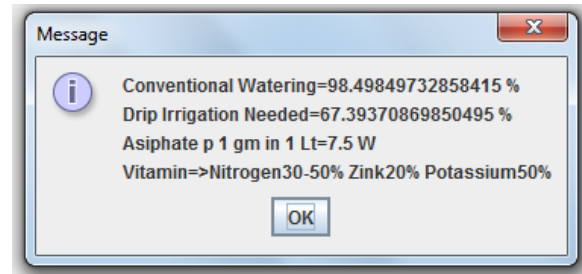 Message
Conventional Watering=98.49849732858415 %
Drip Irrigation Needed=67.39370869850495 %
Asiphate p 1 gm in 1 Lt=7.5 W
Vitamin=>Nitrogen30-50% Zink20% Potassium50%
OK